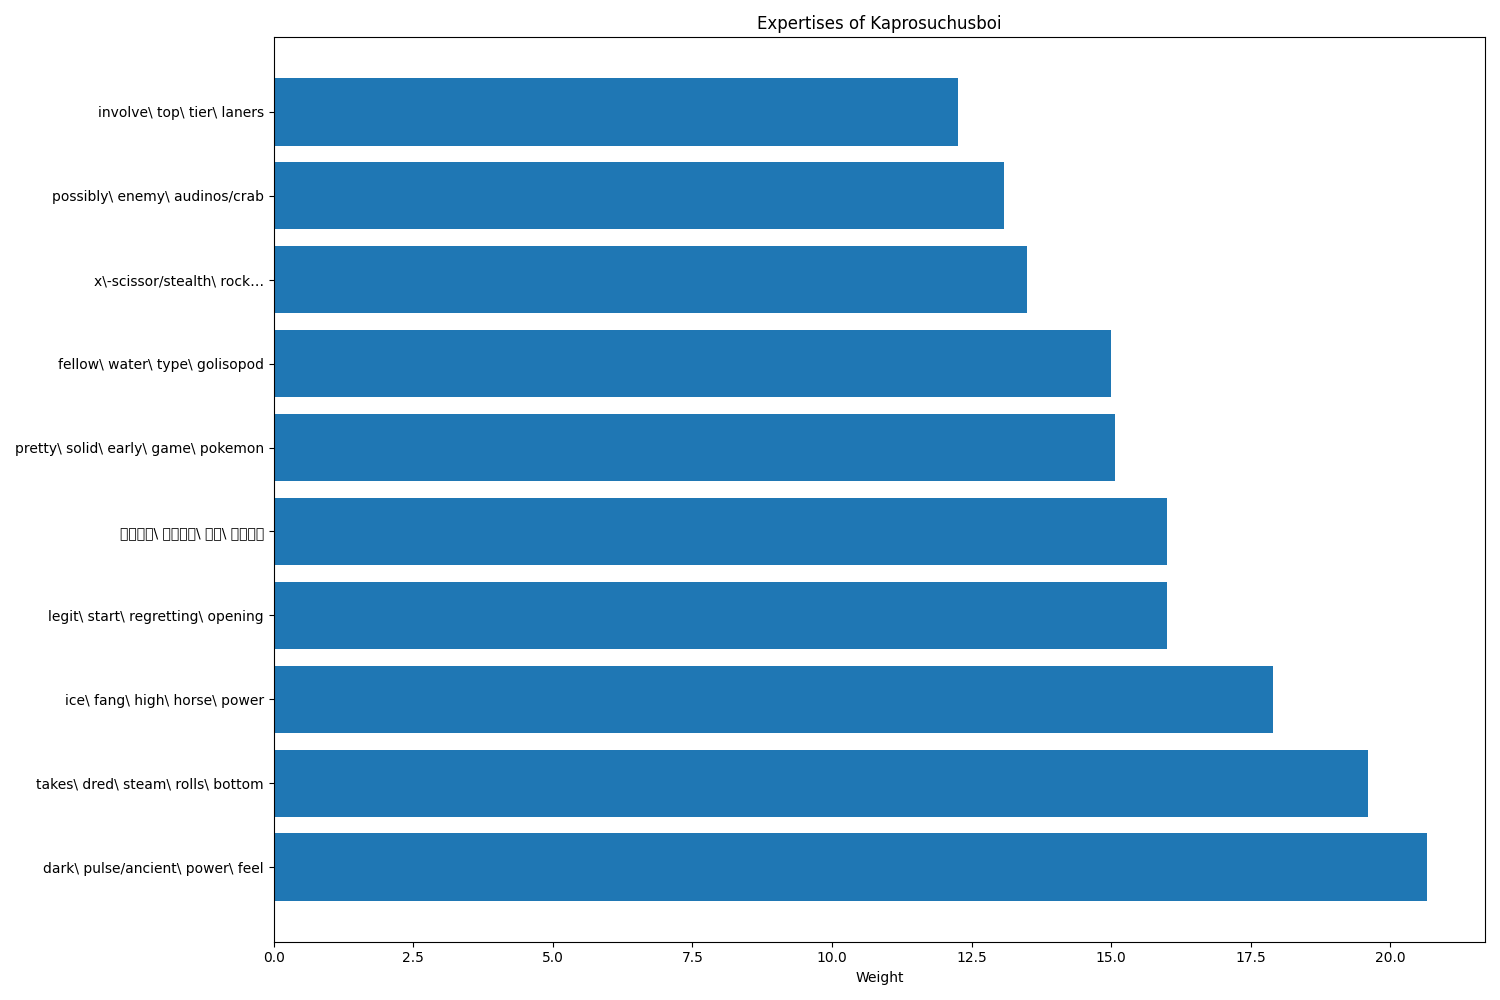 Expertises of Kaprosuchusboi
involve\ top\ tier\ laners
possibly\ enemy\ audinos/crab
x\-scissor/stealth\ rock…
fellow\ water\ type\ golisopod
pretty\ solid\ early\ game\ pokemon
legit\ start\ regretting\ opening
ice\ fang\ high\ horse\ power
takes\ dred\ steam\ rolls\ bottom
dark\ pulse/ancient\ power\ feel
0.0 2.5 5.0 7.5 10.0 12.5 15.0 17.5 20.0
Weight